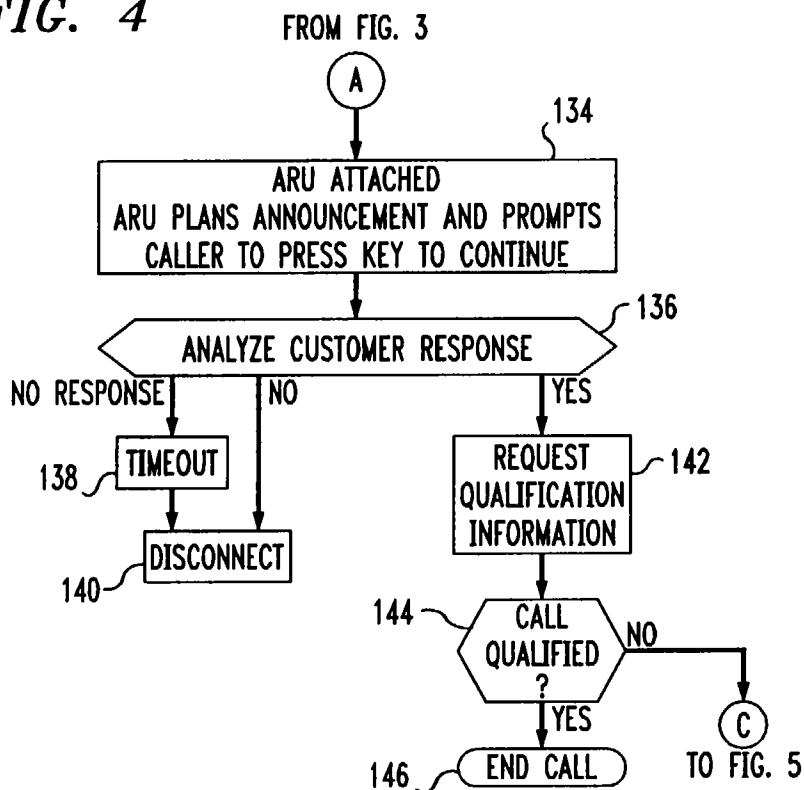 FIG. 4
FROM FIG. 3
A
134
ARU ATTACHED
ARU PLANS ANNOUNCEMENT AND PROMPTS
CALLER TO PRESS KEY TO CONTINUE
136
ANALYZE CUSTOMER RESPONSE
NO RESPONSE
NO
YES
138
TIMEOUT
REQUEST
QUALIFICATION
INFORMATION
142
140
DISCONNECT
144
CALL
QUALIFIED
?
NO
YES
C
TO FIG. 5
146
END CALL